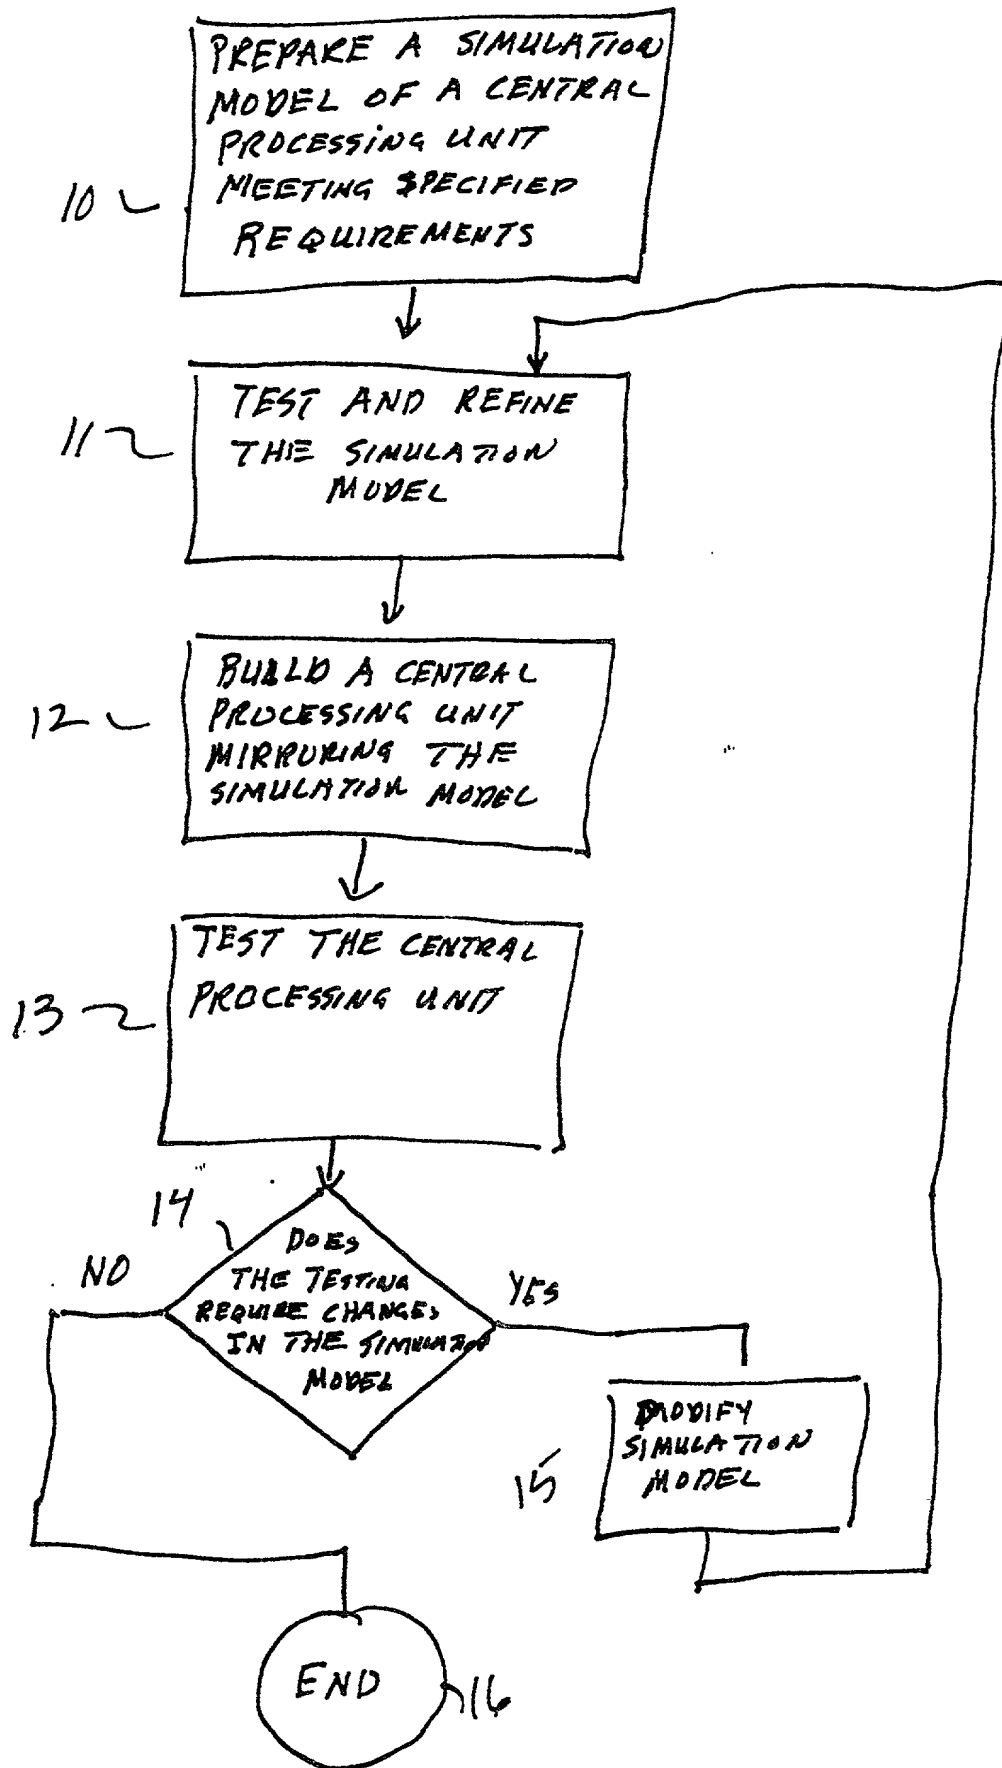 PREPARE A SIMULATION
MODEL OF A CENTRAL
PROCESSING UNIT
MEETING SPECIFIED
10
REQUIREMENTS
TEST AND REFINE
11
THE SIMULATION
MODEL
BUILD A CENTRAL
12
PROCESSING UNIT
MIRRORING THE
SIMULATION MODEL
TEST THE CENTRAL
PROCESSING UNIT
13
14
DOES
NO
THE TESTING
YES
REQUIRE CHANGES
IN THE SIMULATION
MODEL
MODIFY
SIMULATION
MODEL
15
END
16